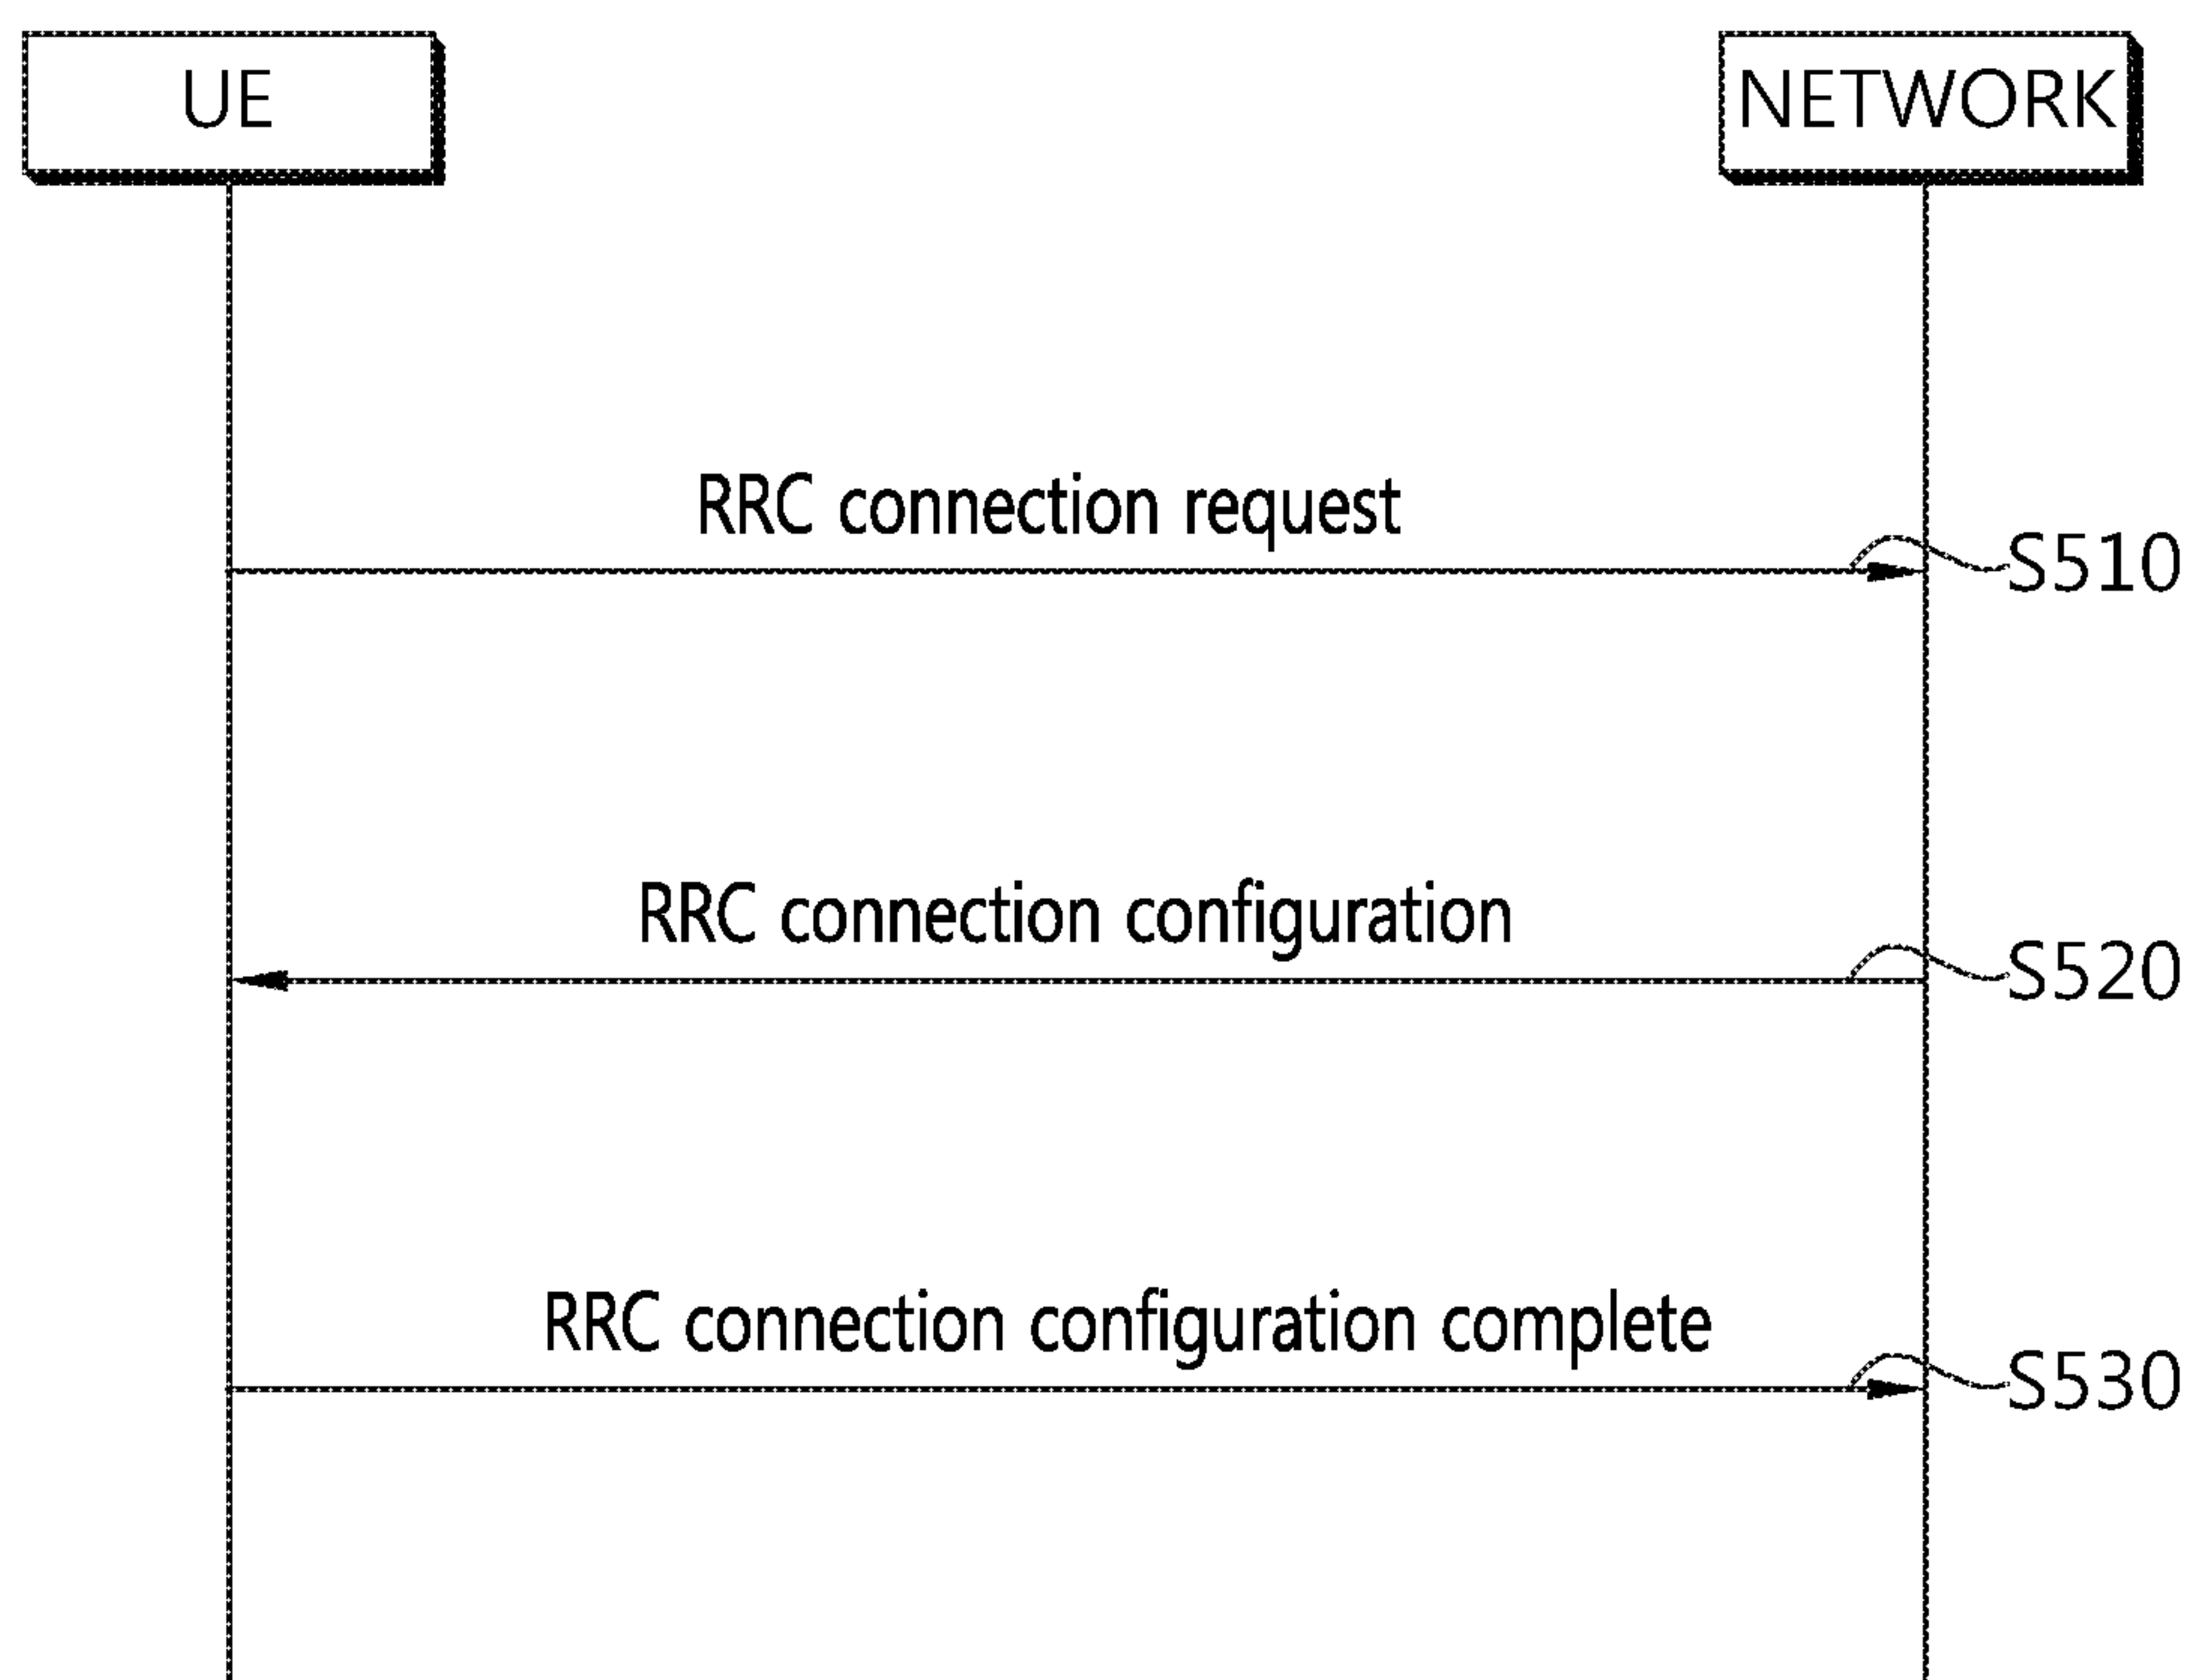 UE
NETWORK
RRC connection request
S510
RRC connection configuration
S520
RRC connection configuration complete
S530